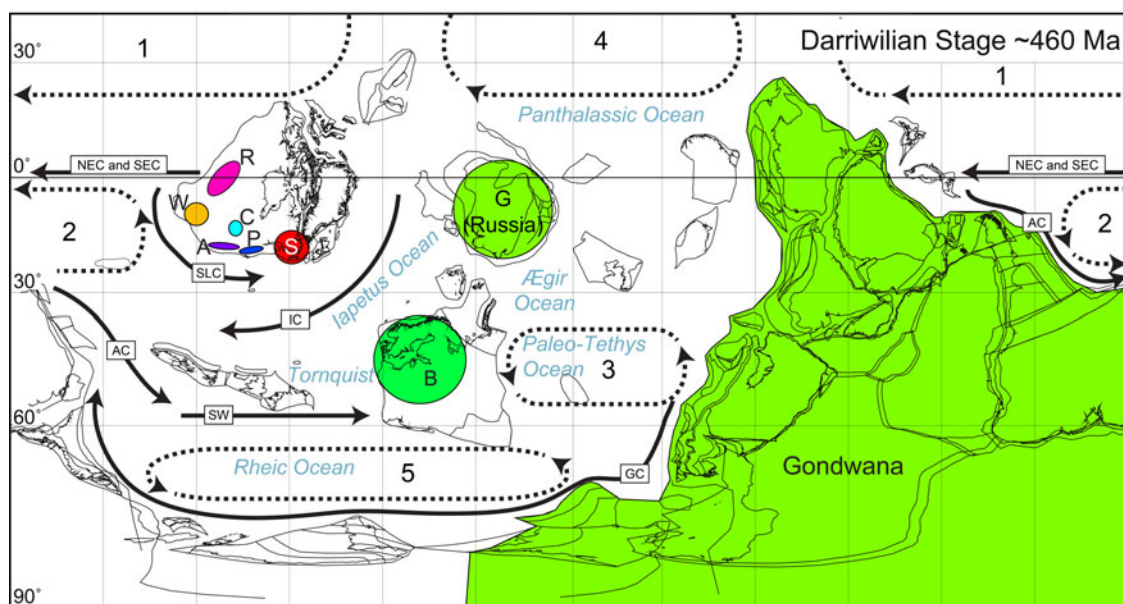 30°
1
4
Darriwilian Stage ~460 Ma
1
Panthalassic Ocean
0°
NEC and SEC
R
NEC and SEC
G
(Russia)
W
C
2
A
P
S
AC
2
SLC
Iapetus Ocean
Ægir
Ocean
30°
IC
AC
Paleo-Tethys
Ocean
3
Tornquist
B
SW
60°
Rheic Ocean
5
GC
Gondwana
90°